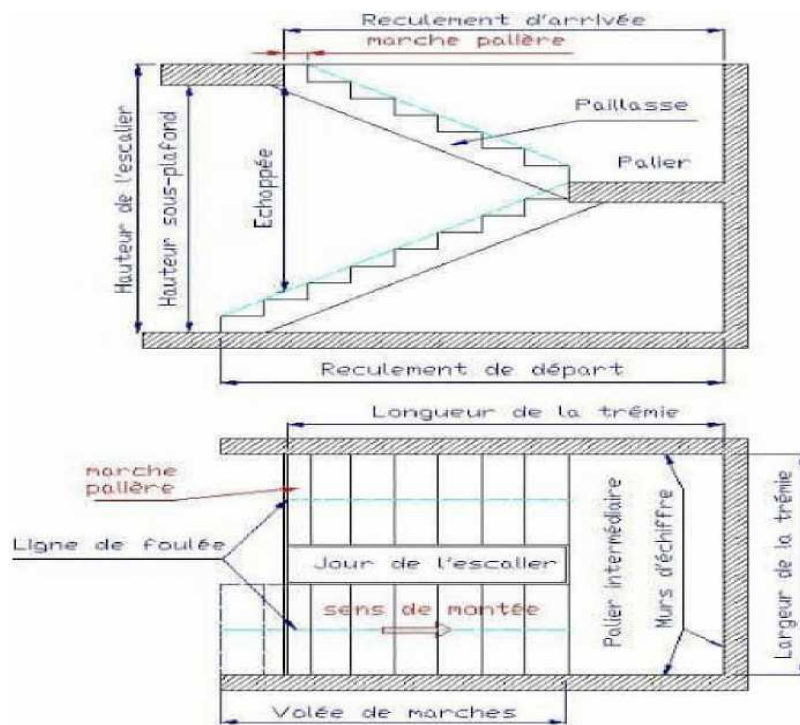 Reculement d'arrivée
marche palière
Hauteur de l'escalier
Hauteur sous-plafond
Echappée
Paillasse
Palier
Reculement de départ
Longueur de la trémie
marche
palière
Ligne de foulée
Jour de l'escalier
sens de montée
Palier intermédiaire
Murs d'échiffre
Largeur de la trémie
Volée de marches